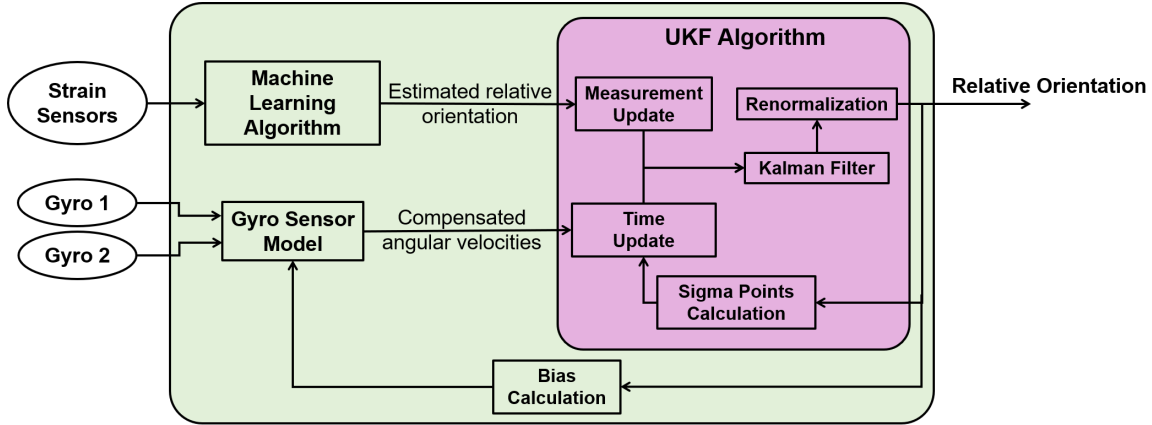 UKF Algorithm
Strain
Sensors
Machine
Learning
Algorithm
Estimated relative
orientation
Measurement
Update
Renormalization
Relative Orientation
Kalman Filter
Gyro 1
Gyro 2
Gyro Sensor
Model
Compensated
angular velocities
Time
Update
Sigma Points
Calculation
Bias
Calculation